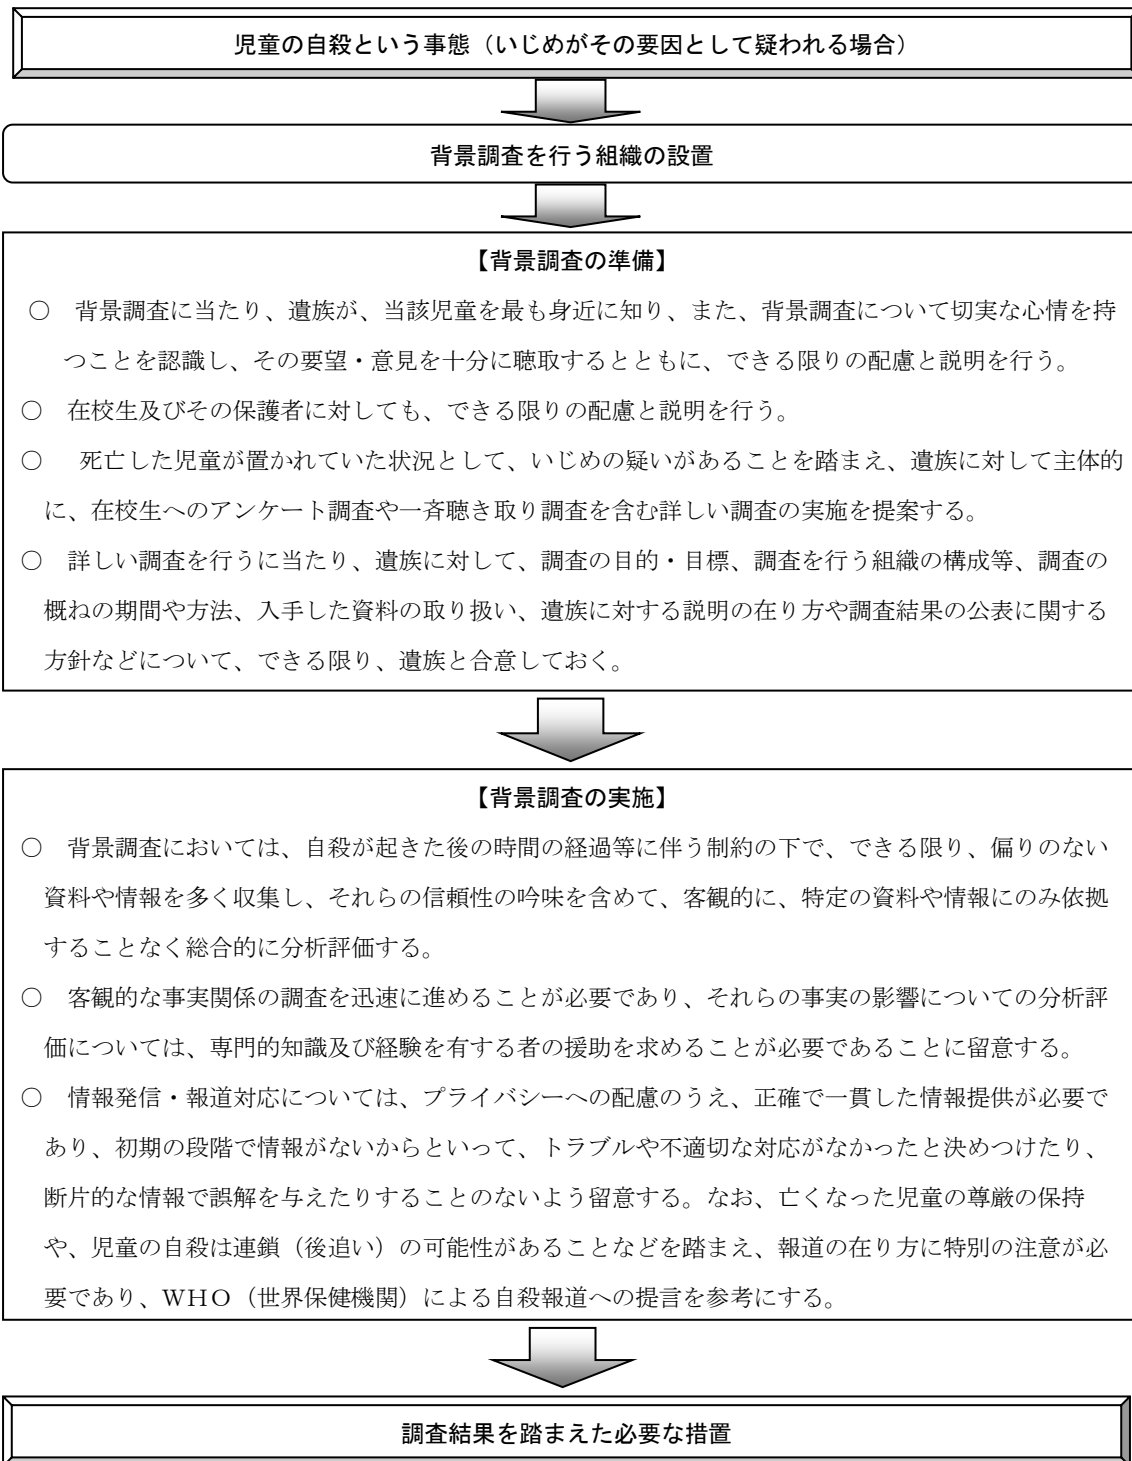 児童の自殺という事態（いじめがその要因として疑われる場合）
背景調査を行う組織の設置
【背景調査の準備】
○　背景調査に当たり、遺族が、当該児童を最も身近に知り、また、背景調査について切実な心情を持
つことを認識し、その要望・意見を十分に聴取するとともに、できる限りの配慮と説明を行う。
○　在校生及びその保護者に対しても、できる限りの配慮と説明を行う。
○　死亡した児童が置かれていた状況として、いじめの疑いがあることを踏まえ、遺族に対して主体的
に、在校生へのアンケート調査や一斉聴き取り調査を含む詳しい調査の実施を提案する。
○　詳しい調査を行うに当たり、遺族に対して、調査の目的・目標、調査を行う組織の構成等、調査の
概ねの期間や方法、入手した資料の取り扱い、遺族に対する説明の在り方や調査結果の公表に関する
方針などについて、できる限り、遺族と合意しておく。
【背景調査の実施】
○　背景調査においては、自殺が起きた後の時間の経過等に伴う制約の下で、できる限り、偏りのない
資料や情報を多く収集し、それらの信頼性の吟味を含めて、客観的に、特定の資料や情報にのみ依拠
することなく総合的に分析評価する。
○　客観的な事実関係の調査を迅速に進めることが必要であり、それらの事実の影響についての分析評
価については、専門的知識及び経験を有する者の援助を求めることが必要であることに留意する。
○　情報発信・報道対応については、プライバシーへの配慮のうえ、正確で一貫した情報提供が必要で
あり、初期の段階で情報がないからといって、トラブルや不適切な対応がなかったと決めつけたり、
断片的な情報で誤解を与えたりすることのないよう留意する。なお、亡くなった児童の尊厳の保持
や、児童の自殺は連鎖（後追い）の可能性があることなどを踏まえ、報道の在り方に特別の注意が必
要であり、ＷＨＯ（世界保健機関）による自殺報道への提言を参考にする。
調査結果を踏まえた必要な措置